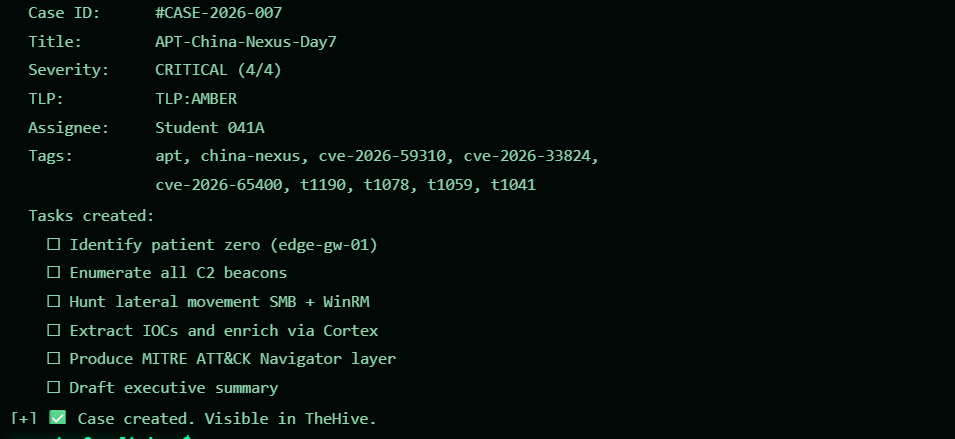 Case ID: #CASE-2026-007
Title: APT-China-Nexus-Day7
Severity: CRITICAL (4/4)
TLP: TLP:AMBER
Assignee: Student 041A
Tags: apt, china-nexus, cve-2026-59310, cve-2026-33824,
cve-2026-65400, t1190, t1078, t1059, t1041
Tasks created:
☐ Identify patient zero (edge-gw-01)
☐ Enumerate all C2 beacons
☐ Hunt lateral movement SMB + WinRM
☐ Extract IOCs and enrich via Cortex
☐ Produce MITRE ATT&CK Navigator layer
☐ Draft executive summary
[+] ✅ Case created. Visible in TheHive.